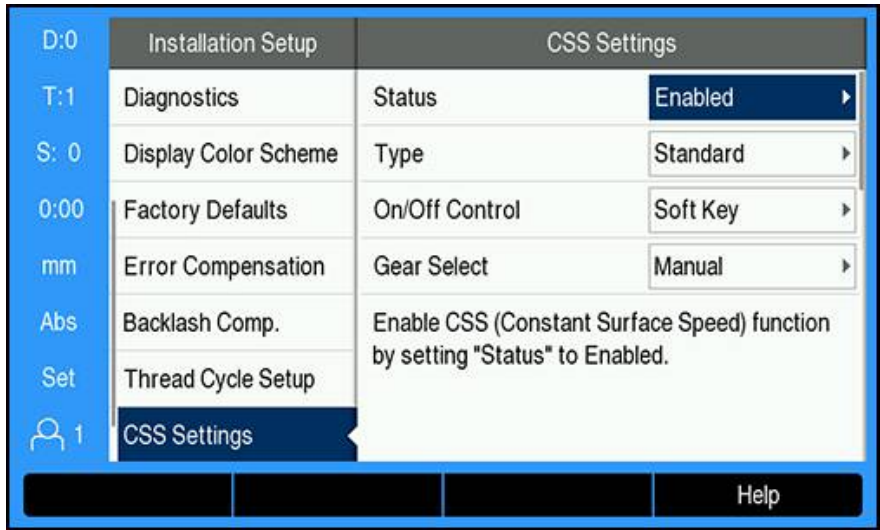 D:0
T:1
S: 0
0:00
mm
Abs
Set
1
Installation Setup
Diagnostics
Display Color Scheme
Factory Defaults
Error Compensation
Backlash Comp.
Thread Cycle Setup
CSS Settings
CSS Settings
Status Enabled
Type Standard
On/Off Control Soft Key
Gear Select Manual
Enable CSS (Constant Surface Speed) function
by setting "Status" to Enabled.
Help